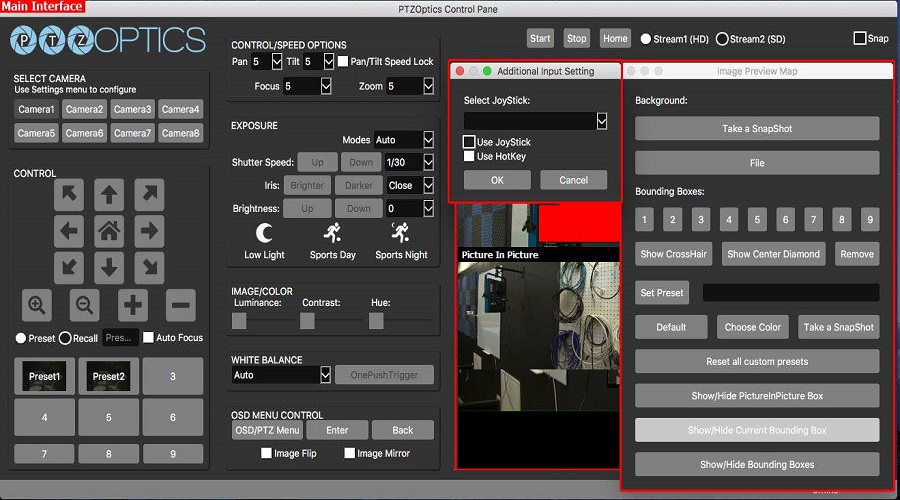 Main Interface
PTZOptics Control Pane
PTZOPTICS
SELECT CAMERA
Use Settings menu to configure
Camera1 Camera2 Camera3 Camera4
Camera5 Camera6 Camera7 Camera8
CONTROL
Preset Recall Pres... Auto Focus
Preset1 Preset2 3
4 5 6
7 8 9
CONTROL/SPEED OPTIONS
Pan 5 Tilt 5 Pan/Tilt Speed Lock
Focus 5 Zoom 5
EXPOSURE
Modes Auto
Shutter Speed: Up Down 1/30
Iris: Brighter Darker Close
Brightness: Up Down 0
Low Light Sports Day Sports Night
IMAGE/COLOR
Luminance: Contrast: Hue:
WHITE BALANCE
Auto OnePushTrigger
OSD MENU CONTROL
OSD/PTZ Menu Enter Back
Image Flip Image Mirror
Start Stop Home Stream1 (HD) Stream2 (SD) Snap
Additional Input Setting
Select JoyStick:
Use JoyStick
Use HotKey
OK Cancel
Picture In Picture
Image Preview Map
Background:
Take a SnapShot
File
Bounding Boxes:
1 2 3 4 5 6 7 8 9
Show CrossHair Show Center Diamond Remove
Set Preset
Default Choose Color Take a SnapShot
Reset all custom presets
Show/Hide PictureInPicture Box
Show/Hide Current Bounding Box
Show/Hide Bounding Boxes